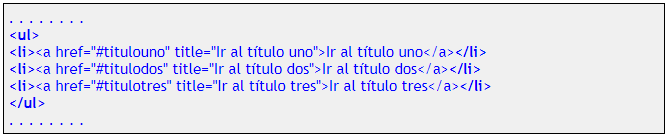 . . . . . . . .
<ul>
<li><a href="#titulouno" title="Ir al título uno">Ir al título uno</a></li>
<li><a href="#titulodos" title="Ir al título dos">Ir al título dos</a></li>
<li><a href="#titulotres" title="Ir al título tres">Ir al título tres</a></li>
</ul>
. . . . . . . .